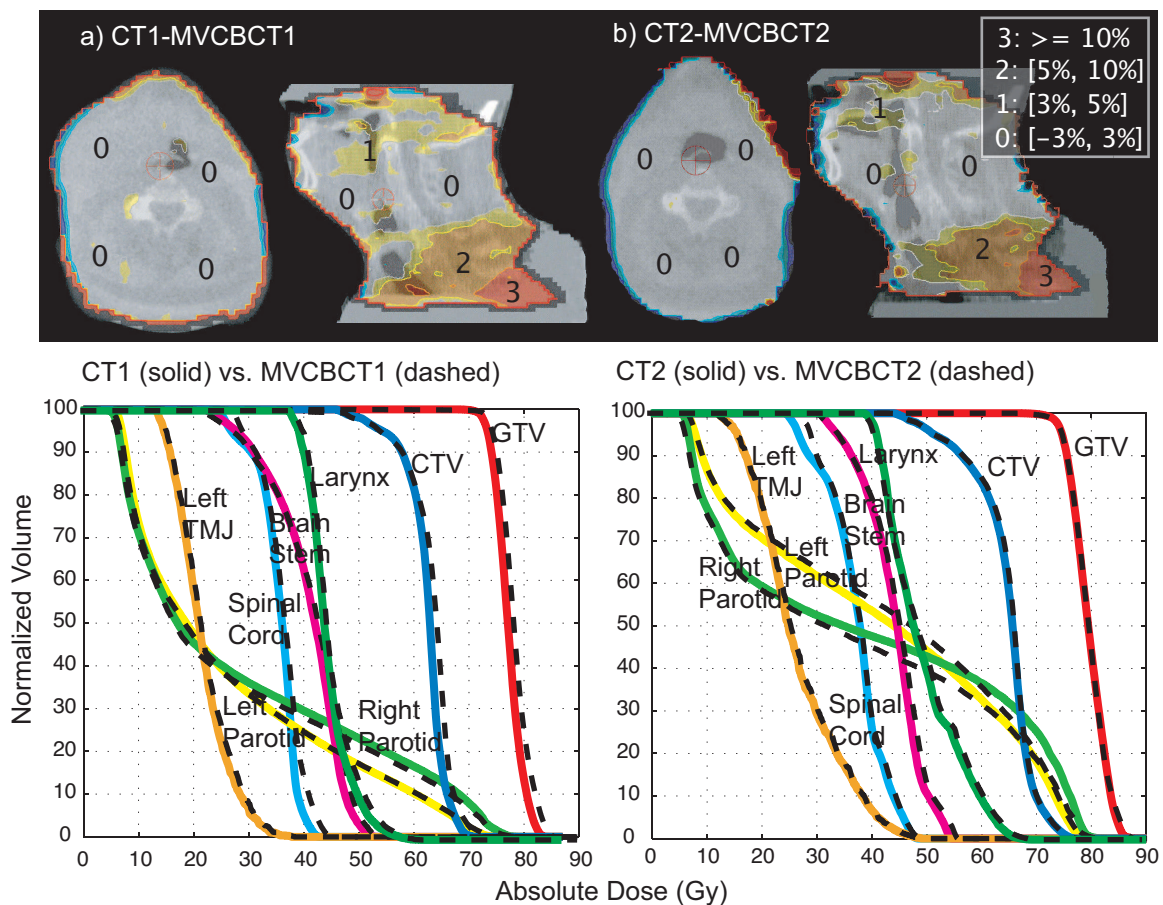 a) CT1-MVCBCT1
b) CT2-MVCBCT2
3: >= 10%
2: [5%, 10%]
1: [3%, 5%]
0: [-3%, 3%]
0
0
0
0
1
0
0
2
3
0
0
0
0
1
0
0
2
3
CT1 (solid) vs. MVCBCT1 (dashed)
Normalized Volume
100
90
80
70
60
50
40
30
20
10
0
0 10 20 30 40 50 60 70 80 90
GTV
CTV
Larynx
Left
TMJ
Brain
Stem
Spinal
Cord
Left
Parotid
Right
Parotid
CT2 (solid) vs. MVCBCT2 (dashed)
100
90
80
70
60
50
40
30
20
10
0
0 10 20 30 40 50 60 70 80 90
GTV
CTV
Larynx
Left
TMJ
Brain
Stem
Left
Parotid
Right
Parotid
Spinal
Cord
Absolute Dose (Gy)